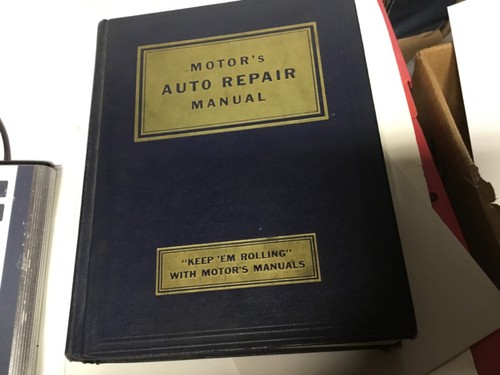 MOTOR's
AUTO REPAIR
MANUAL
"KEEP 'EM ROLLING"
WITH MOTOR'S MANUALS